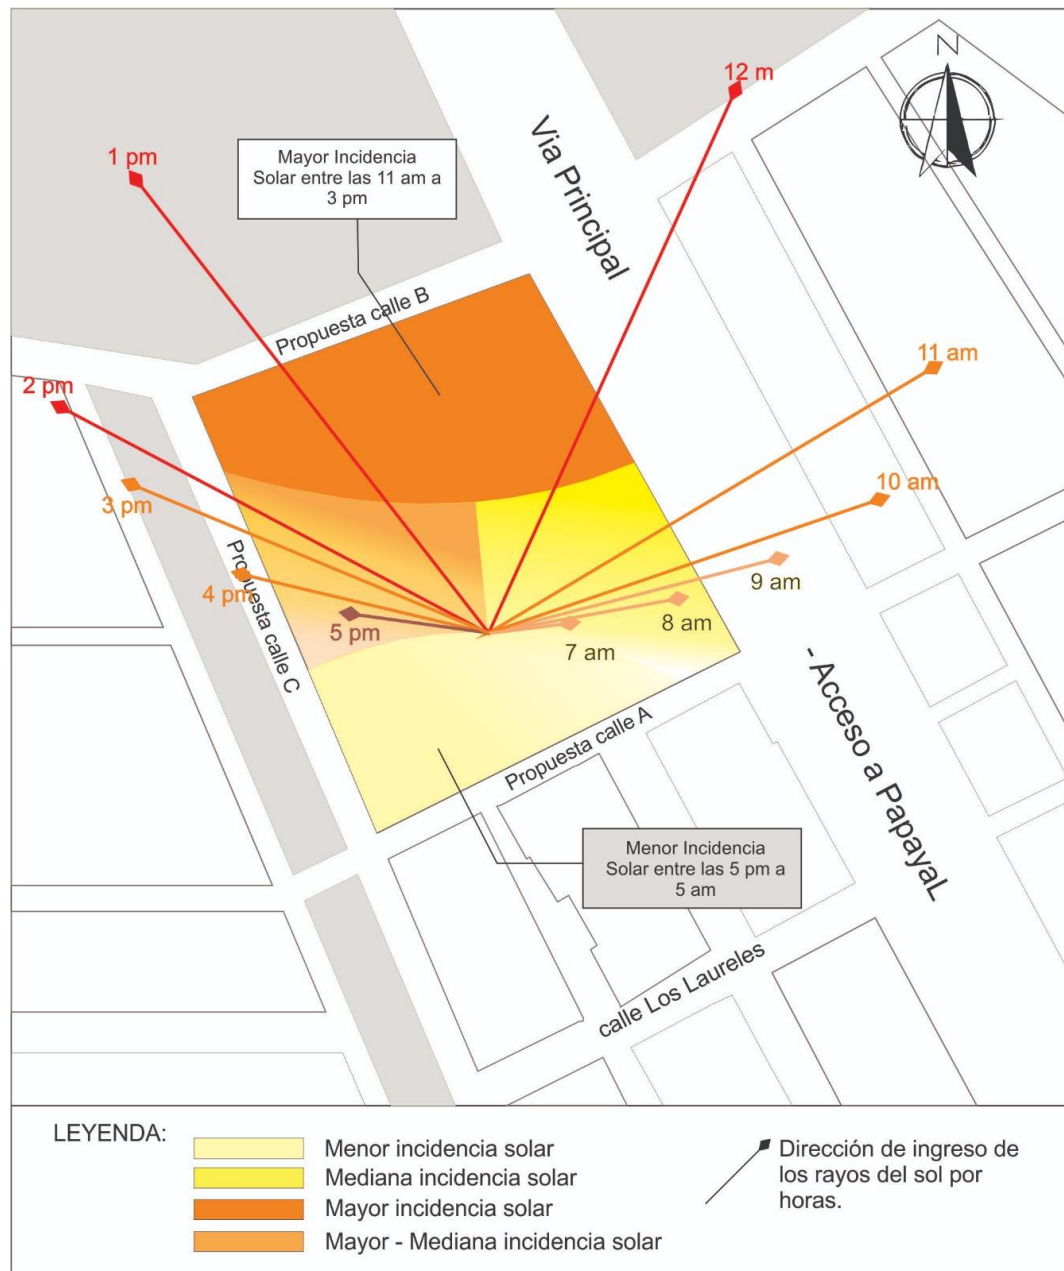 N
12 m
1 pm
Mayor Incidencia
Solar entre las 11 am a
3 pm
Via Principal
Propuesta calle B
11 am
2 pm
3 pm
10 am
Propuesta calle C
4 pm
9 am
5 pm
8 am
7 am
- Acceso a PapayaL
Propuesta calle A
Menor Incidencia
Solar entre las 5 pm a
5 am
calle Los Laureles
LEYENDA:
Menor incidencia solar
Mediana incidencia solar
Mayor incidencia solar
Mayor - Mediana incidencia solar
Dirección de ingreso de
los rayos del sol por
horas.